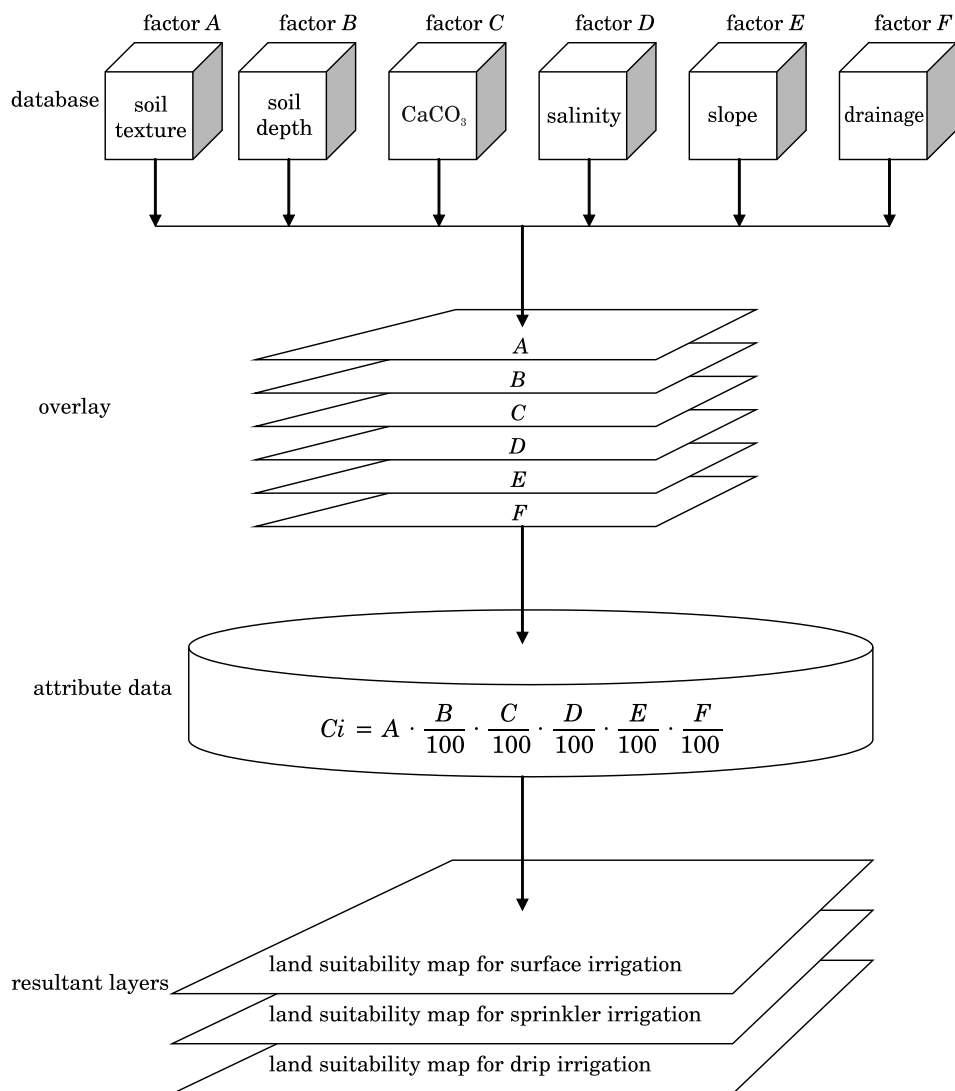 factor A factor B factor C factor D factor E factor F
database
soil
texture
soil
depth
CaCO₃
salinity
slope
drainage
A
B
overlay
C
D
E
F
attribute data
Ci = A · B/100 · C/100 · D/100 · E/100 · F/100
land suitability map for surface irrigation
resultant layers
land suitability map for sprinkler irrigation
land suitability map for drip irrigation